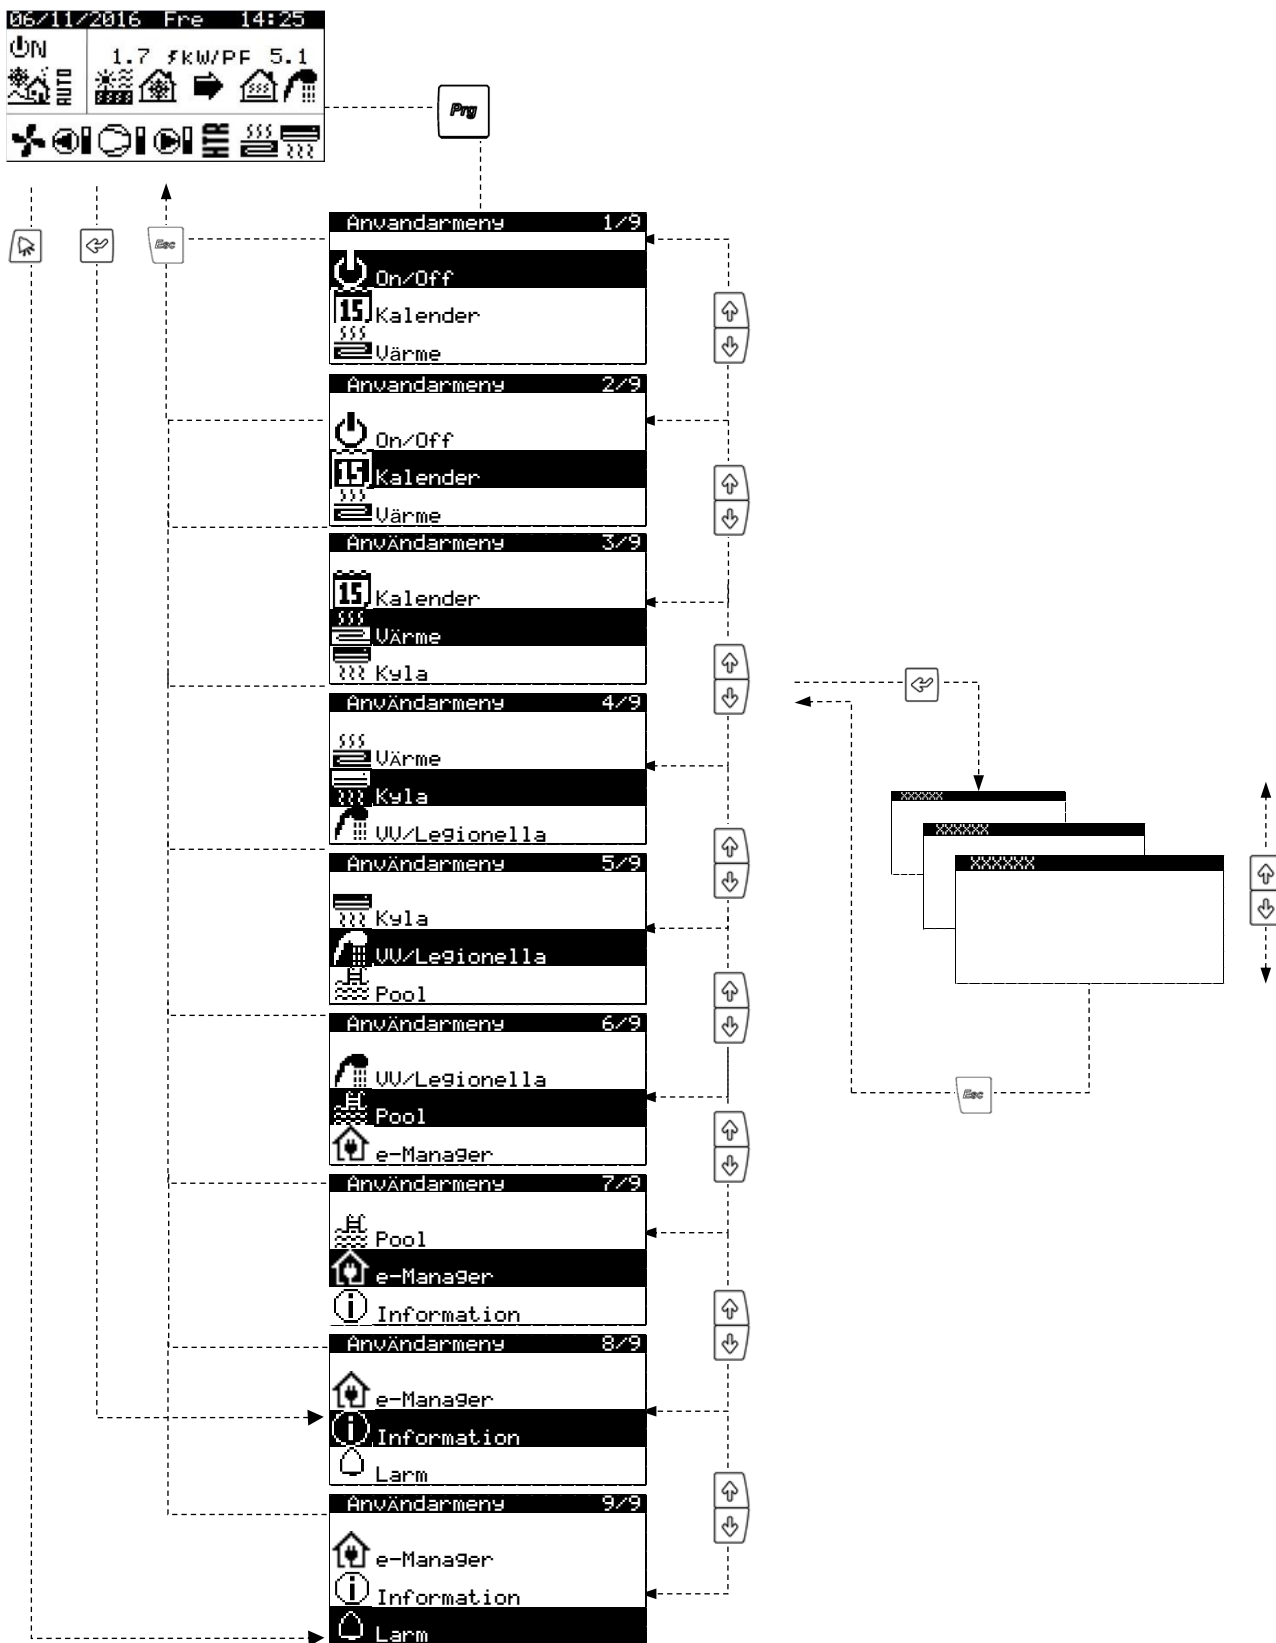 06/11/2016 Fre 14:25
ON
1.7 kW/PF 5.1
AUTO
HTR
Prg
Esc
Anvandarmeny 1/9
On/Off
15 Kalender
Värme
Anvandarmeny 2/9
On/Off
15 Kalender
Värme
Användarmeny 3/9
15 Kalender
Värme
Kyla
Användarmeny 4/9
Värme
Kyla
VV/Legionella
Användarmeny 5/9
Kyla
VV/Legionella
Pool
Användarmeny 6/9
VV/Legionella
Pool
e-Manager
Användarmeny 7/9
Pool
e-Manager
Information
Användarmeny 8/9
e-Manager
Information
Larm
Användarmeny 9/9
e-Manager
Information
Larm
XXXXXX
XXXXXX
XXXXXX
Esc